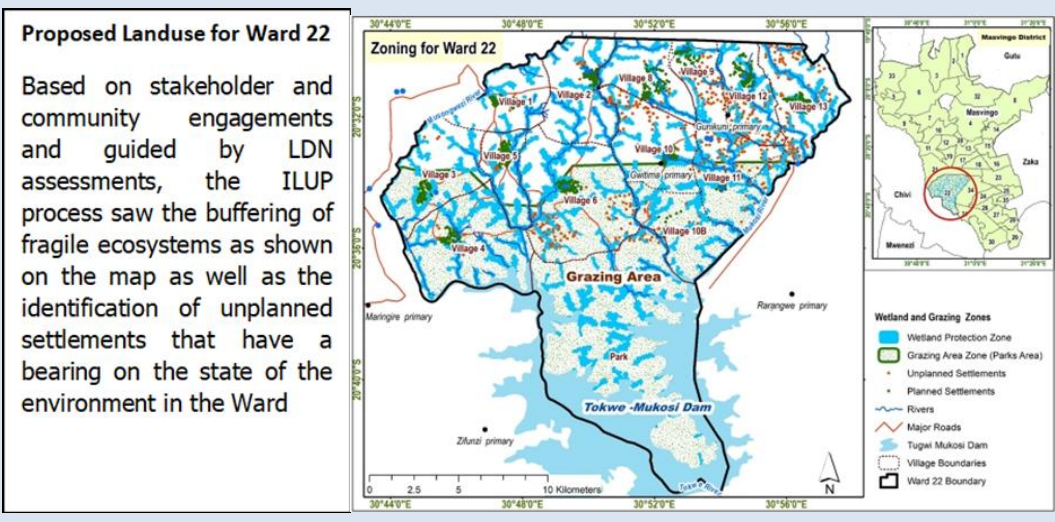 Proposed Landuse for Ward 22
Based on stakeholder and
community engagements
and guided by LDN
assessments, the ILUP
process saw the buffering of
fragile ecosystems as shown
on the map as well as the
identification of unplanned
settlements that have a
bearing on the state of the
environment in the Ward
30°44'0"E 30°48'0"E 30°52'0"E 30°56'0"E
Zoning for Ward 22
Village 8
Village 9
Village 2
Village 12
Village 1
Village 13
Gunikuni primary
20°32'0"S
Village 10
Village 5
Gwitima primary
Village 3
Village 11
Village 6
Village 10B
Village 4
20°36'0"S
Grazing Area
Rarangwe primary
Maringire primary
Park
20°40'0"S
Tokwe -Mukosi Dam
Zifunzi primary
Tokwe River
0 2.5 5 10 Kilometers
N
30°44'0"E 30°48'0"E 30°52'0"E 30°56'0"E
Masvingo District
Gutu
Masvingo
Zaka
Chivi
Mwenezi
Wetland and Grazing Zones
Wetland Protection Zone
Grazing Area Zone (Parks Area)
Unplanned Settlements
Planned Settlements
Rivers
Major Roads
Tugwi Mukosi Dam
Village Boundaries
Ward 22 Boundary